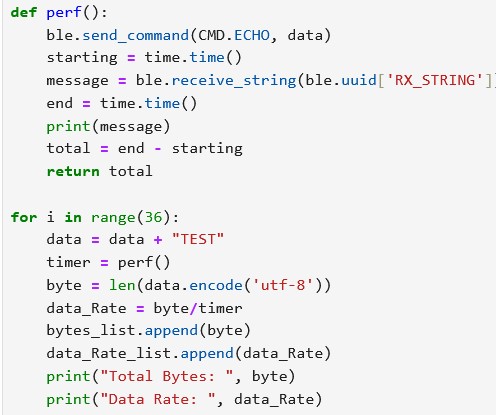 def perf():
    ble.send_command(CMD.ECHO, data)
    starting = time.time()
    message = ble.receive_string(ble.uuid['RX_STRING']
    end = time.time()
    print(message)
    total = end - starting
    return total

for i in range(36):
    data = data + "TEST"
    timer = perf()
    byte = len(data.encode('utf-8'))
    data_Rate = byte/timer
    bytes_list.append(byte)
    data_Rate_list.append(data_Rate)
    print("Total Bytes: ", byte)
    print("Data Rate: ", data_Rate)